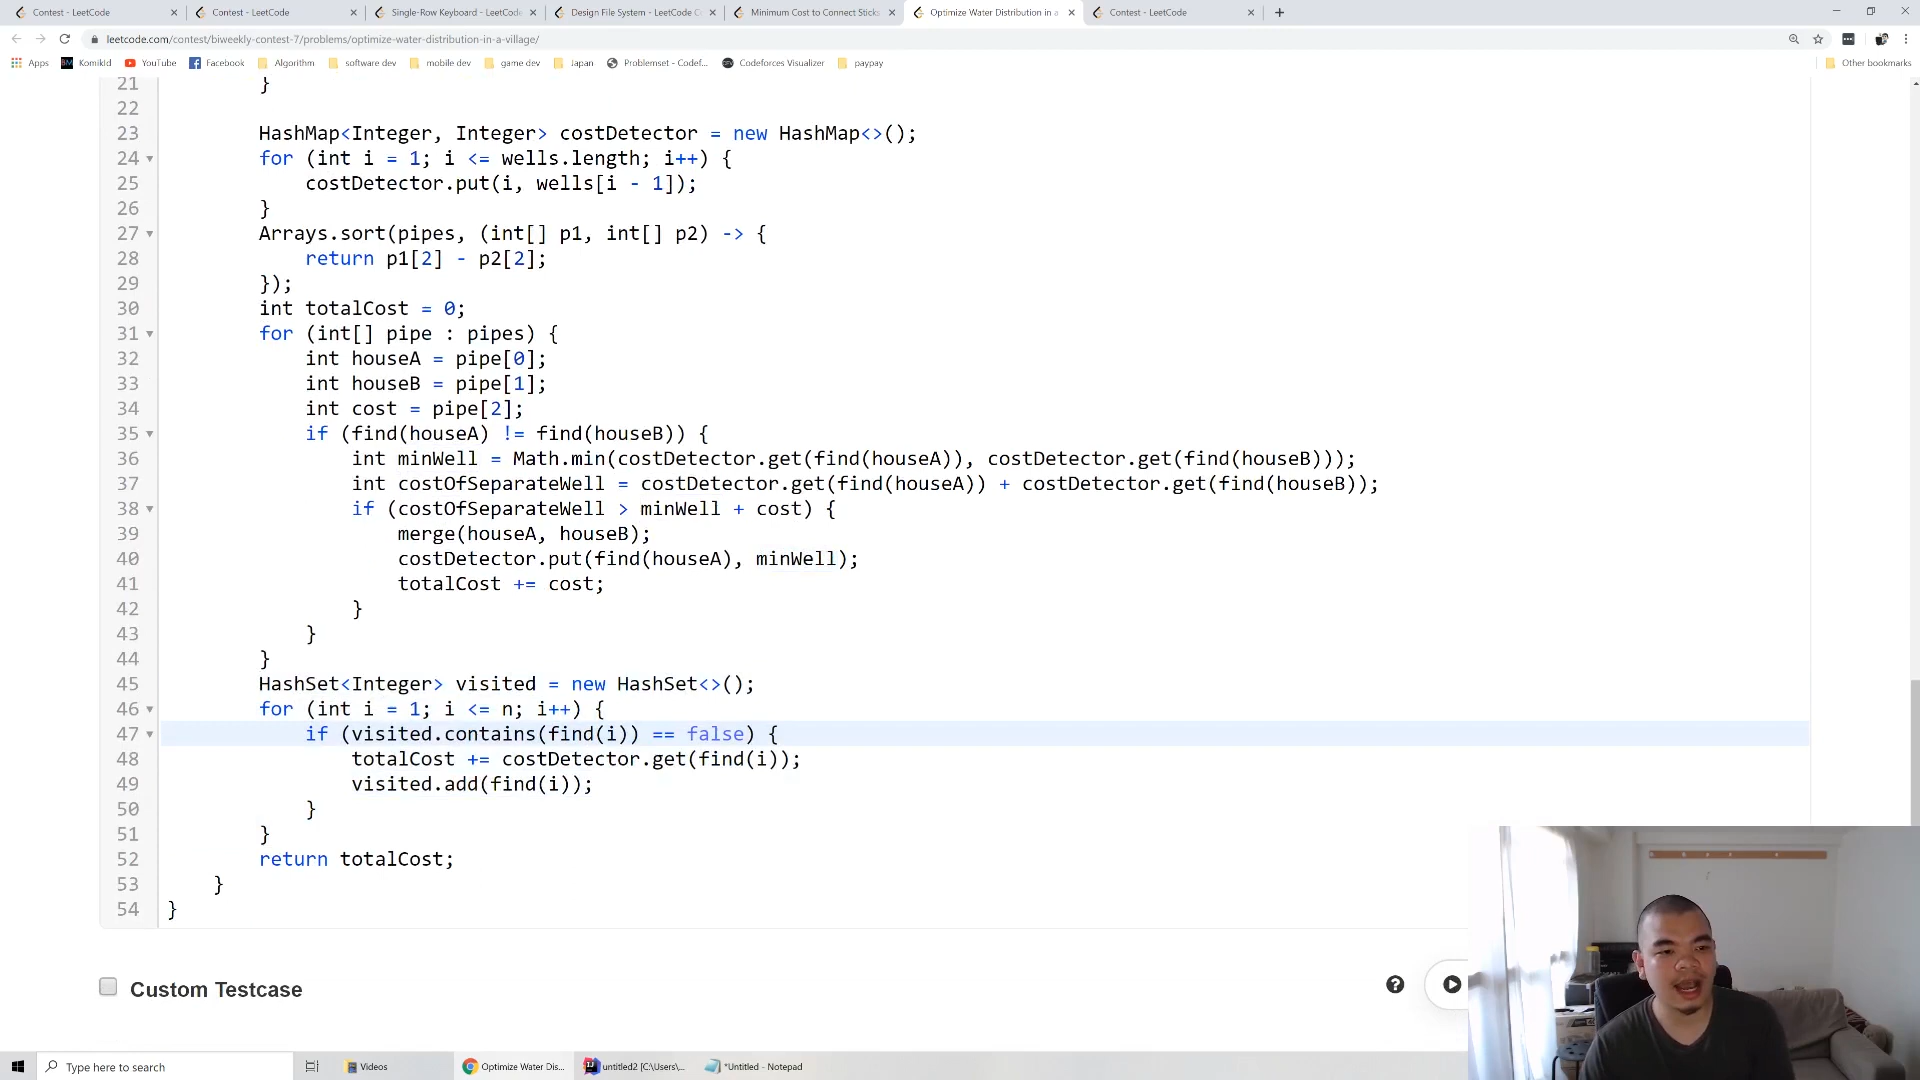 Contest - LeetCode
Contest - LeetCode
Single-Row Keyboard - LeetCode
Design File System - LeetCode C
Minimum Cost to Connect Sticks
Optimize Water Distribution in a
Contest - LeetCode
leetcode.com/contest/biweekly-contest-7/problems/optimize-water-distribution-in-a-village/
Apps
KomikId
YouTube
Facebook
Algorithm
software dev
mobile dev
game dev
Japan
Problemset - Codef...
Codeforces Visualizer
paypay
Other bookmarks
21 }
22
23 HashMap<Integer, Integer> costDetector = new HashMap<>();
24 for (int i = 1; i <= wells.length; i++) {
25 costDetector.put(i, wells[i - 1]);
26 }
27 Arrays.sort(pipes, (int[] p1, int[] p2) -> {
28 return p1[2] - p2[2];
29 });
30 int totalCost = 0;
31 for (int[] pipe : pipes) {
32 int houseA = pipe[0];
33 int houseB = pipe[1];
34 int cost = pipe[2];
35 if (find(houseA) != find(houseB)) {
36 int minWell = Math.min(costDetector.get(find(houseA)), costDetector.get(find(houseB)));
37 int costOfSeparateWell = costDetector.get(find(houseA)) + costDetector.get(find(houseB));
38 if (costOfSeparateWell > minWell + cost) {
39 merge(houseA, houseB);
40 costDetector.put(find(houseA), minWell);
41 totalCost += cost;
42 }
43 }
44 }
45 HashSet<Integer> visited = new HashSet<>();
46 for (int i = 1; i <= n; i++) {
47 if (visited.contains(find(i)) == false) {
48 totalCost += costDetector.get(find(i));
49 visited.add(find(i));
50 }
51 }
52 return totalCost;
53 }
54 }
Custom Testcase
Type here to search
Videos
Optimize Water Dis...
untitled2 [C:\Users\...
*Untitled - Notepad